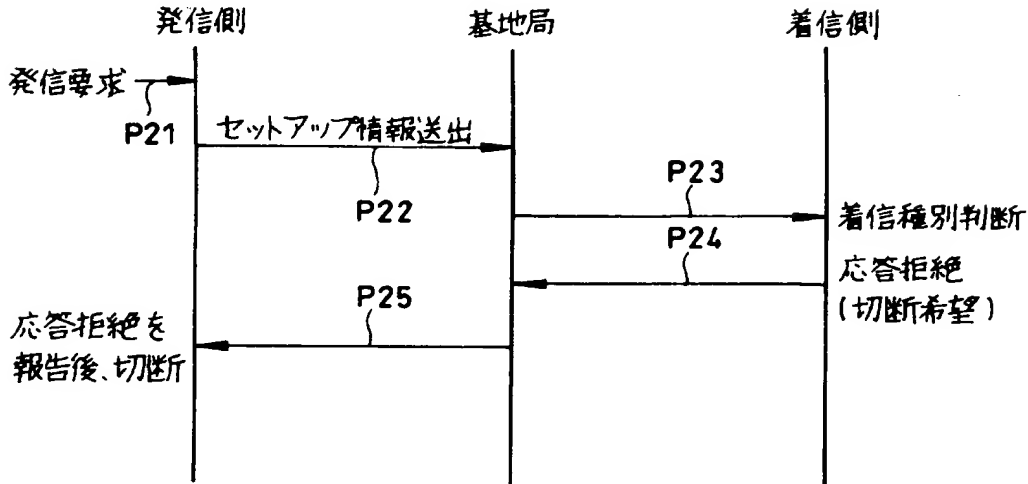 発信側
基地局
着信側
発信要求
P21
セットアップ情報送出
P22
P23
着信種別判断
P24
応答拒絶
(切断希望)
P25
応答拒絶を
報告後、切断